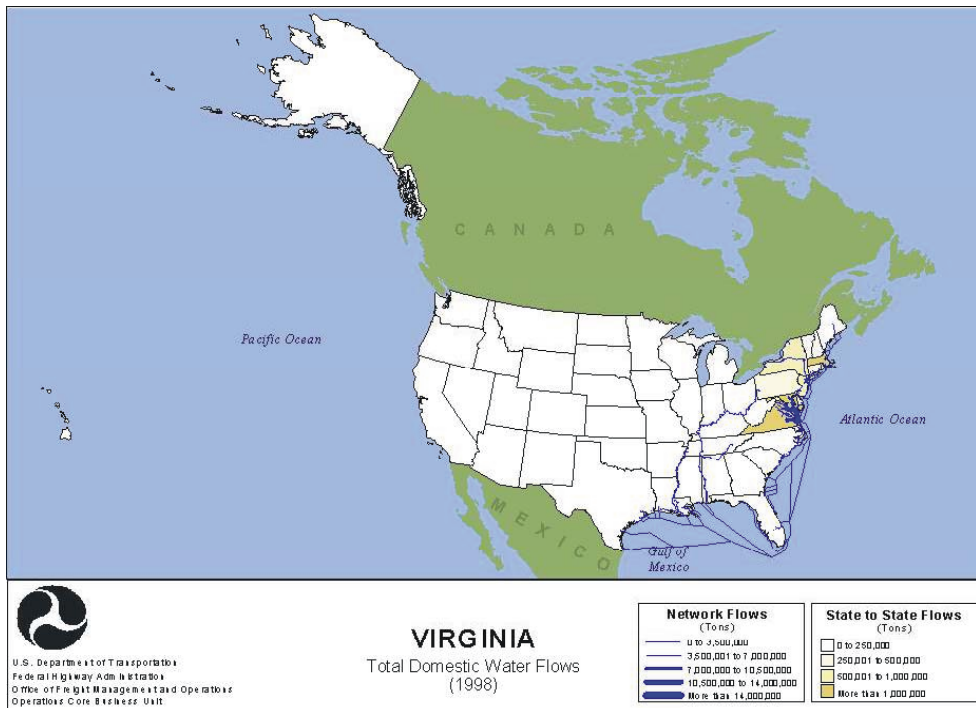 CANADA
Pacific Ocean
Atlantic Ocean
MEXICO
Gulf of
Mexico
U.S. Department of Transportation
Federal Highway Administration
Office of Freight Management and Operations
Operations Core Business Unit
VIRGINIA
Total Domestic Water Flows
(1998)
Network Flows
(Tons)
0 to 3,500,000
3,500,001 to 7,000,000
7,000,000 to 10,500,000
10,500,000 to 14,000,000
More than 14,000,000
State to State Flows
(Tons)
0 to 250,000
250,001 to 500,000
500,001 to 1,000,000
More than 1,000,000